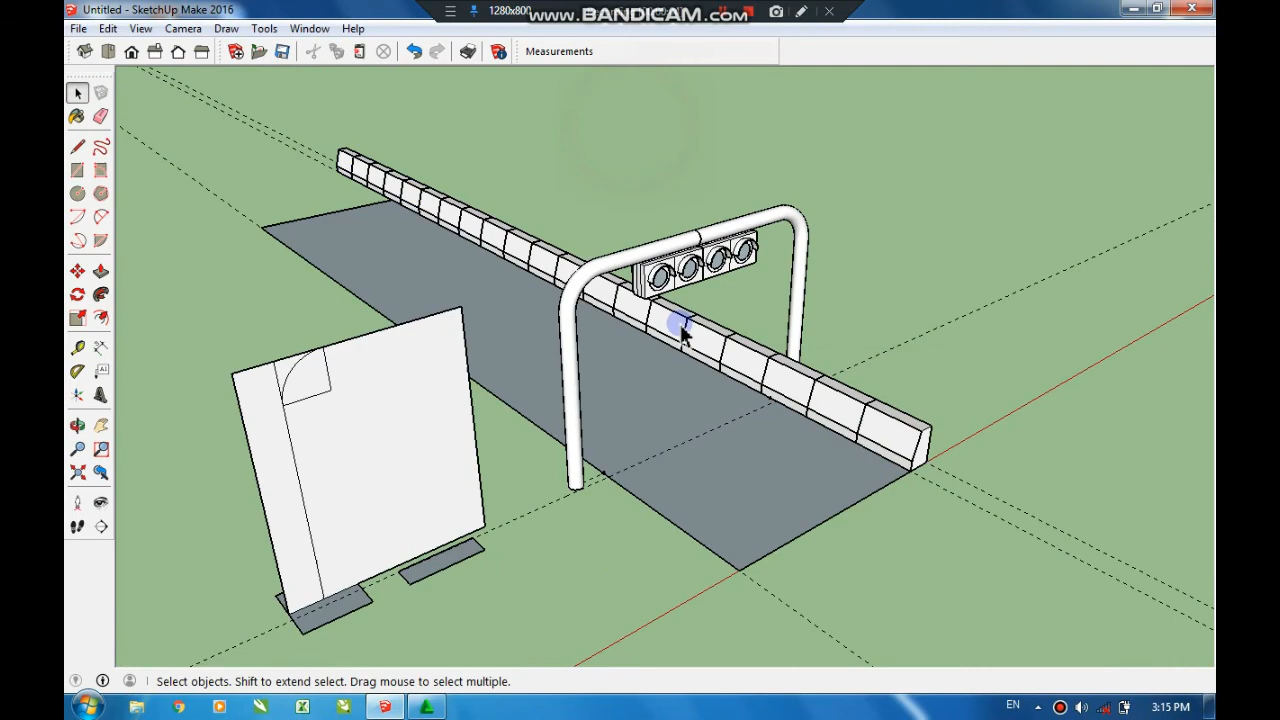 Untitled - SketchUp Make 2016
1280x800
www.BANDICAM.com
File Edit View Camera Draw Tools Window Help
Measurements
Select objects. Shift to extend select. Drag mouse to select multiple.
EN
3:15 PM